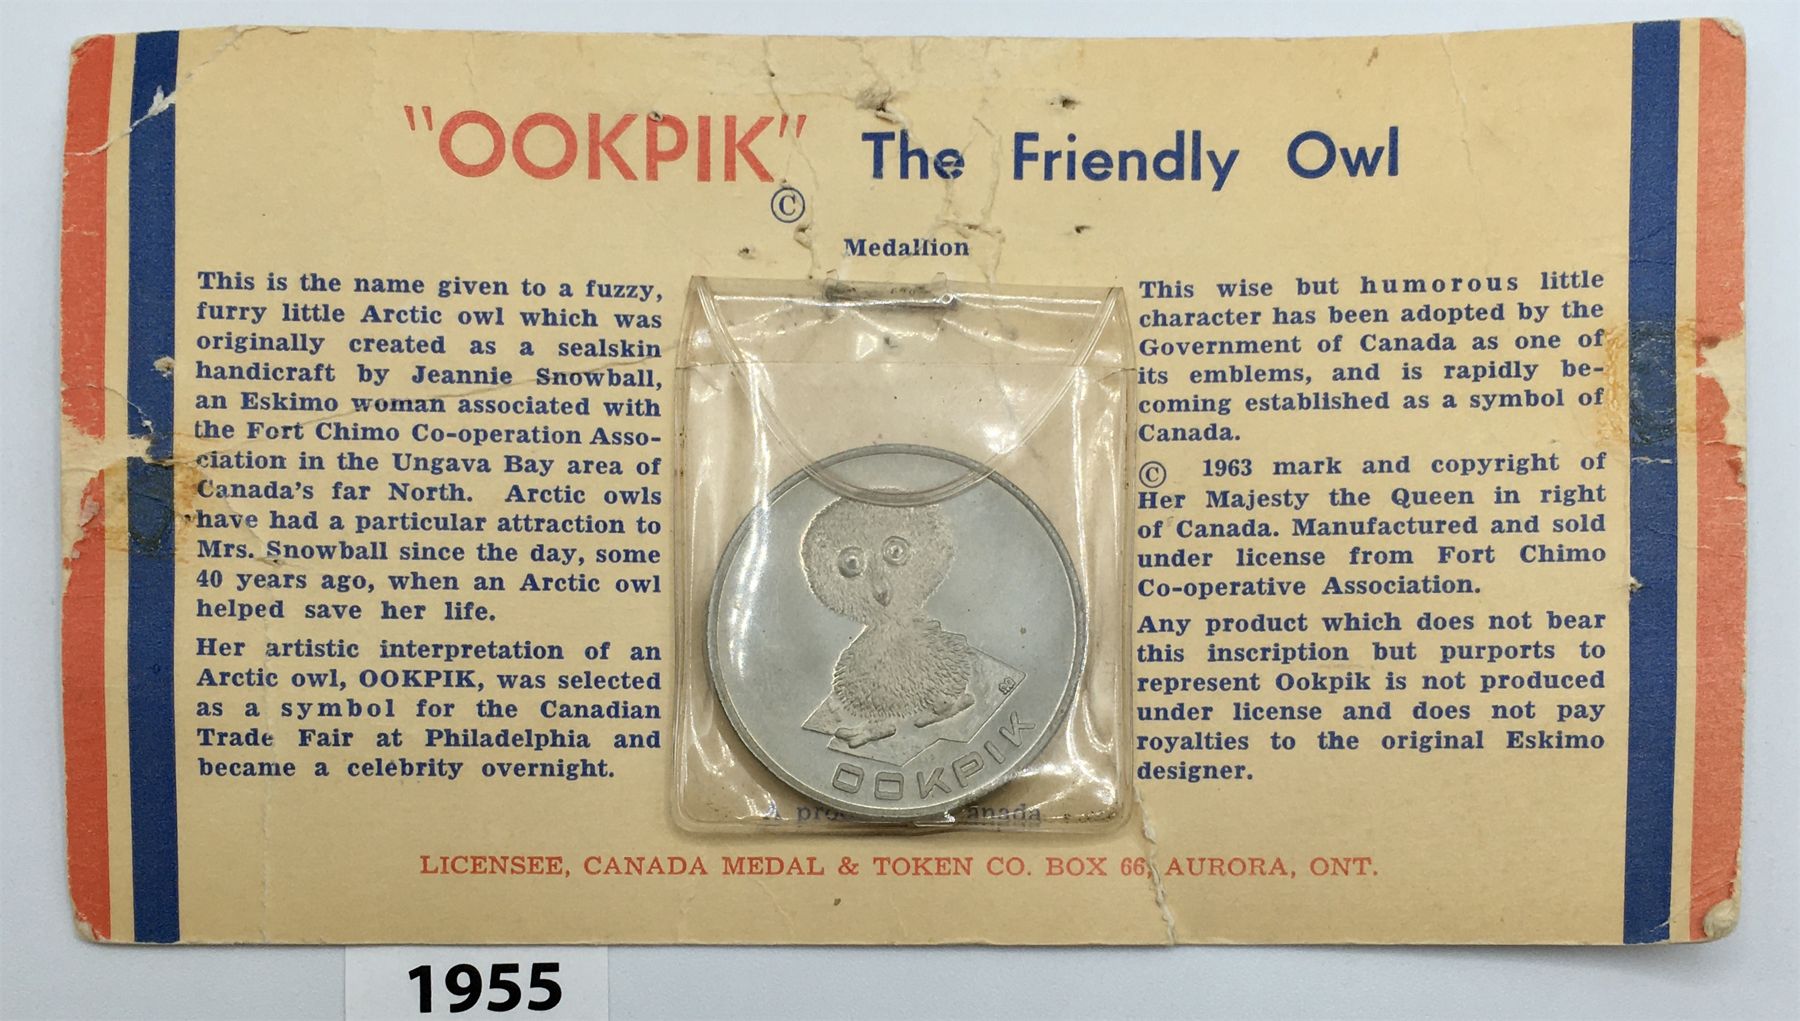 "OOKPIK" The Friendly Owl
©
Medallion
This is the name given to a fuzzy,
furry little Arctic owl which was
originally created as a sealskin
handicraft by Jeannie Snowball,
an Eskimo woman associated with
the Fort Chimo Co-operation Asso-
ciation in the Ungava Bay area of
Canada's far North. Arctic owls
have had a particular attraction to
Mrs. Snowball since the day, some
40 years ago, when an Arctic owl
helped save her life.
Her artistic interpretation of an
Arctic owl, OOKPIK, was selected
as a symbol for the Canadian
Trade Fair at Philadelphia and
became a celebrity overnight.
OOKPIK
This wise but humorous little
character has been adopted by the
Government of Canada as one of
its emblems, and is rapidly be-
coming established as a symbol of
Canada.
© 1963 mark and copyright of
Her Majesty the Queen in right
of Canada. Manufactured and sold
under license from Fort Chimo
Co-operative Association.
Any product which does not bear
this inscription but purports to
represent Ookpik is not produced
under license and does not pay
royalties to the original Eskimo
designer.
A Canada
LICENSEE, CANADA MEDAL & TOKEN CO. BOX 66, AURORA, ONT.
1955